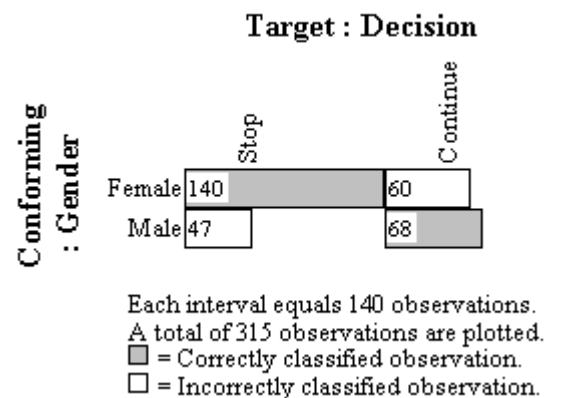 Target : Decision
Stop
Continue
Conforming
: Gender
Female 140 60
Male 47 68
Each interval equals 140 observations.
A total of 315 observations are plotted.
= Correctly classified observation.
= Incorrectly classified observation.